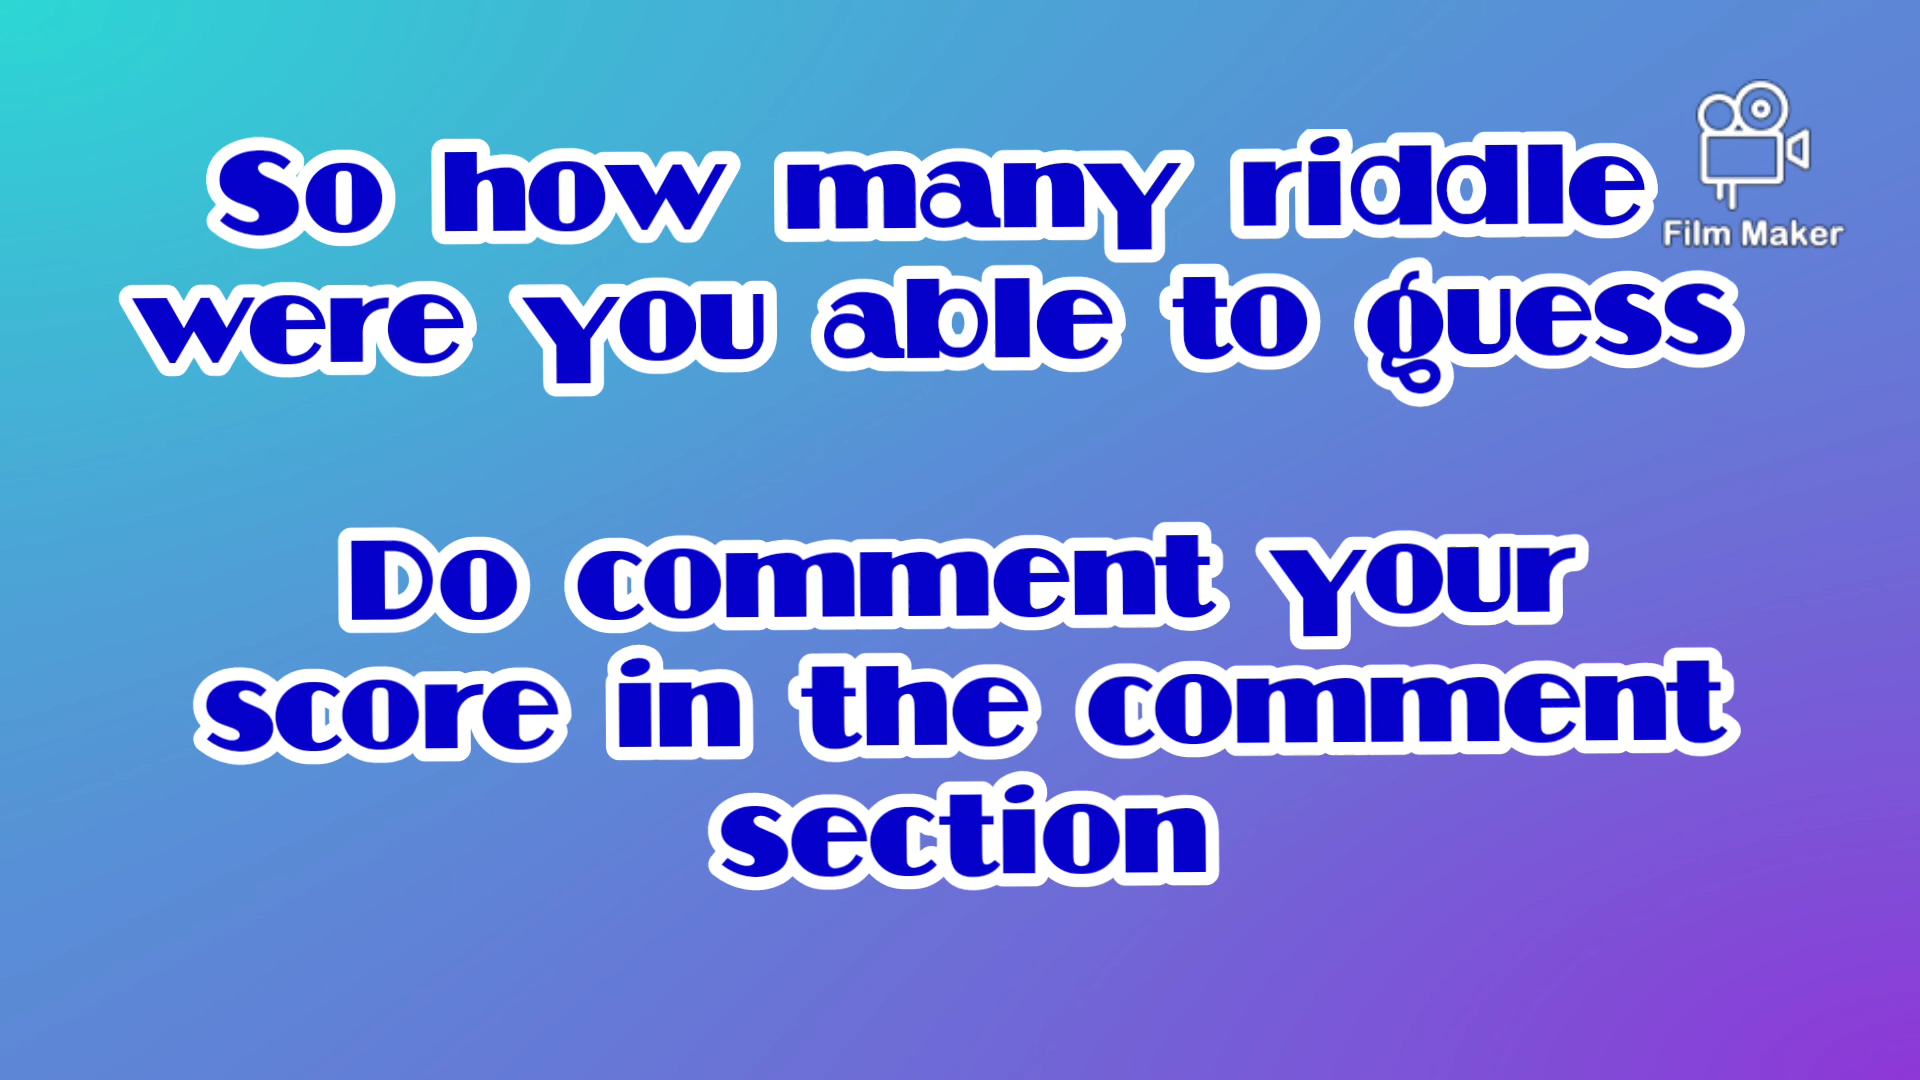 So how many riddle
Film Maker
were you able to guess
Do comment your
score in the comment
section